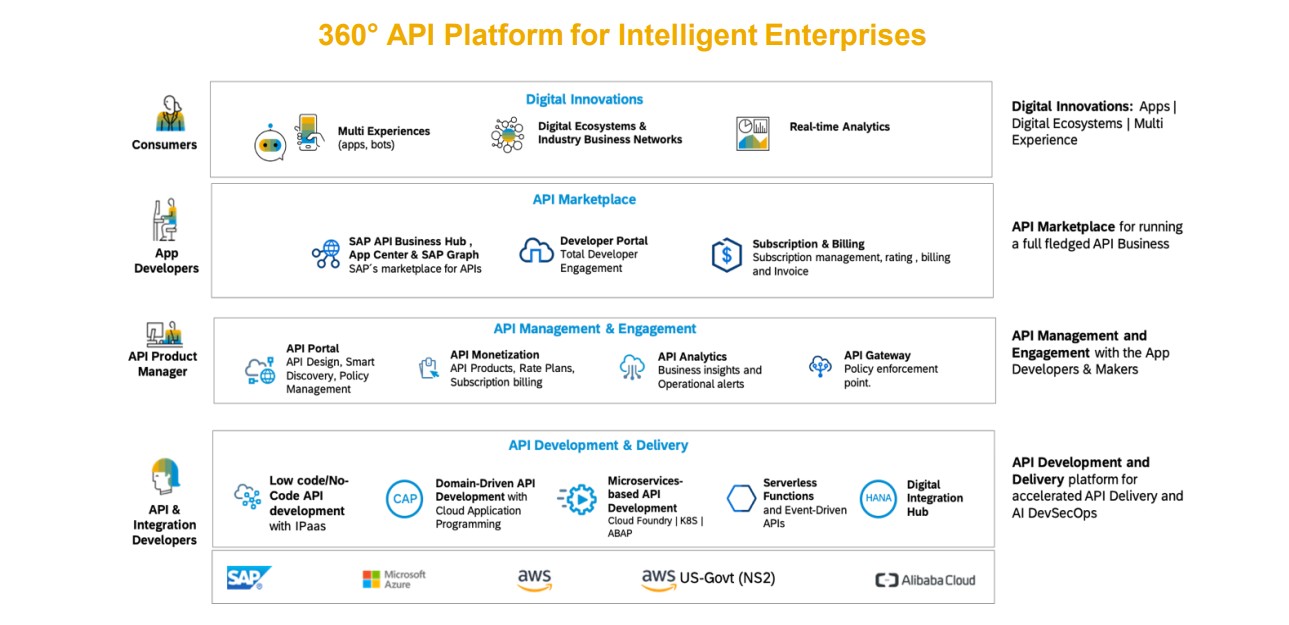 360° API Platform for Intelligent Enterprises
Consumers
Digital Innovations
Multi Experiences
(apps, bots)
Digital Ecosystems &
Industry Business Networks
Real-time Analytics
Digital Innovations: Apps |
Digital Ecosystems | Multi
Experience
App
Developers
API Marketplace
SAP API Business Hub ,
App Center & SAP Graph
SAP´s marketplace for APIs
Developer Portal
Total Developer
Engagement
$
Subscription & Billing
Subscription management, rating , billing
and Invoice
API Marketplace for running
a full fledged API Business
API Product
Manager
API Management & Engagement
API Portal
API Design, Smart
Discovery, Policy
Management
API Monetization
API Products, Rate Plans,
Subscription billing
API Analytics
Business insights and
Operational alerts
API Gateway
Policy enforcement
point.
API Management and
Engagement with the App
Developers & Makers
API &
Integration
Developers
API Development & Delivery
Low code/No-
Code API
development
with IPaas
CAP
Domain-Driven API
Development with
Cloud Application
Programming
Microservices-
based API
Development
Cloud Foundry | K8S |
ABAP
Serverless
Functions
and Event-Driven
APIs
HANA
Digital
Integration
Hub
API Development and
Delivery platform for
accelerated API Delivery and
AI DevSecOps
SAP®
Microsoft
Azure
aws
aws US-Govt (NS2)
Alibaba Cloud